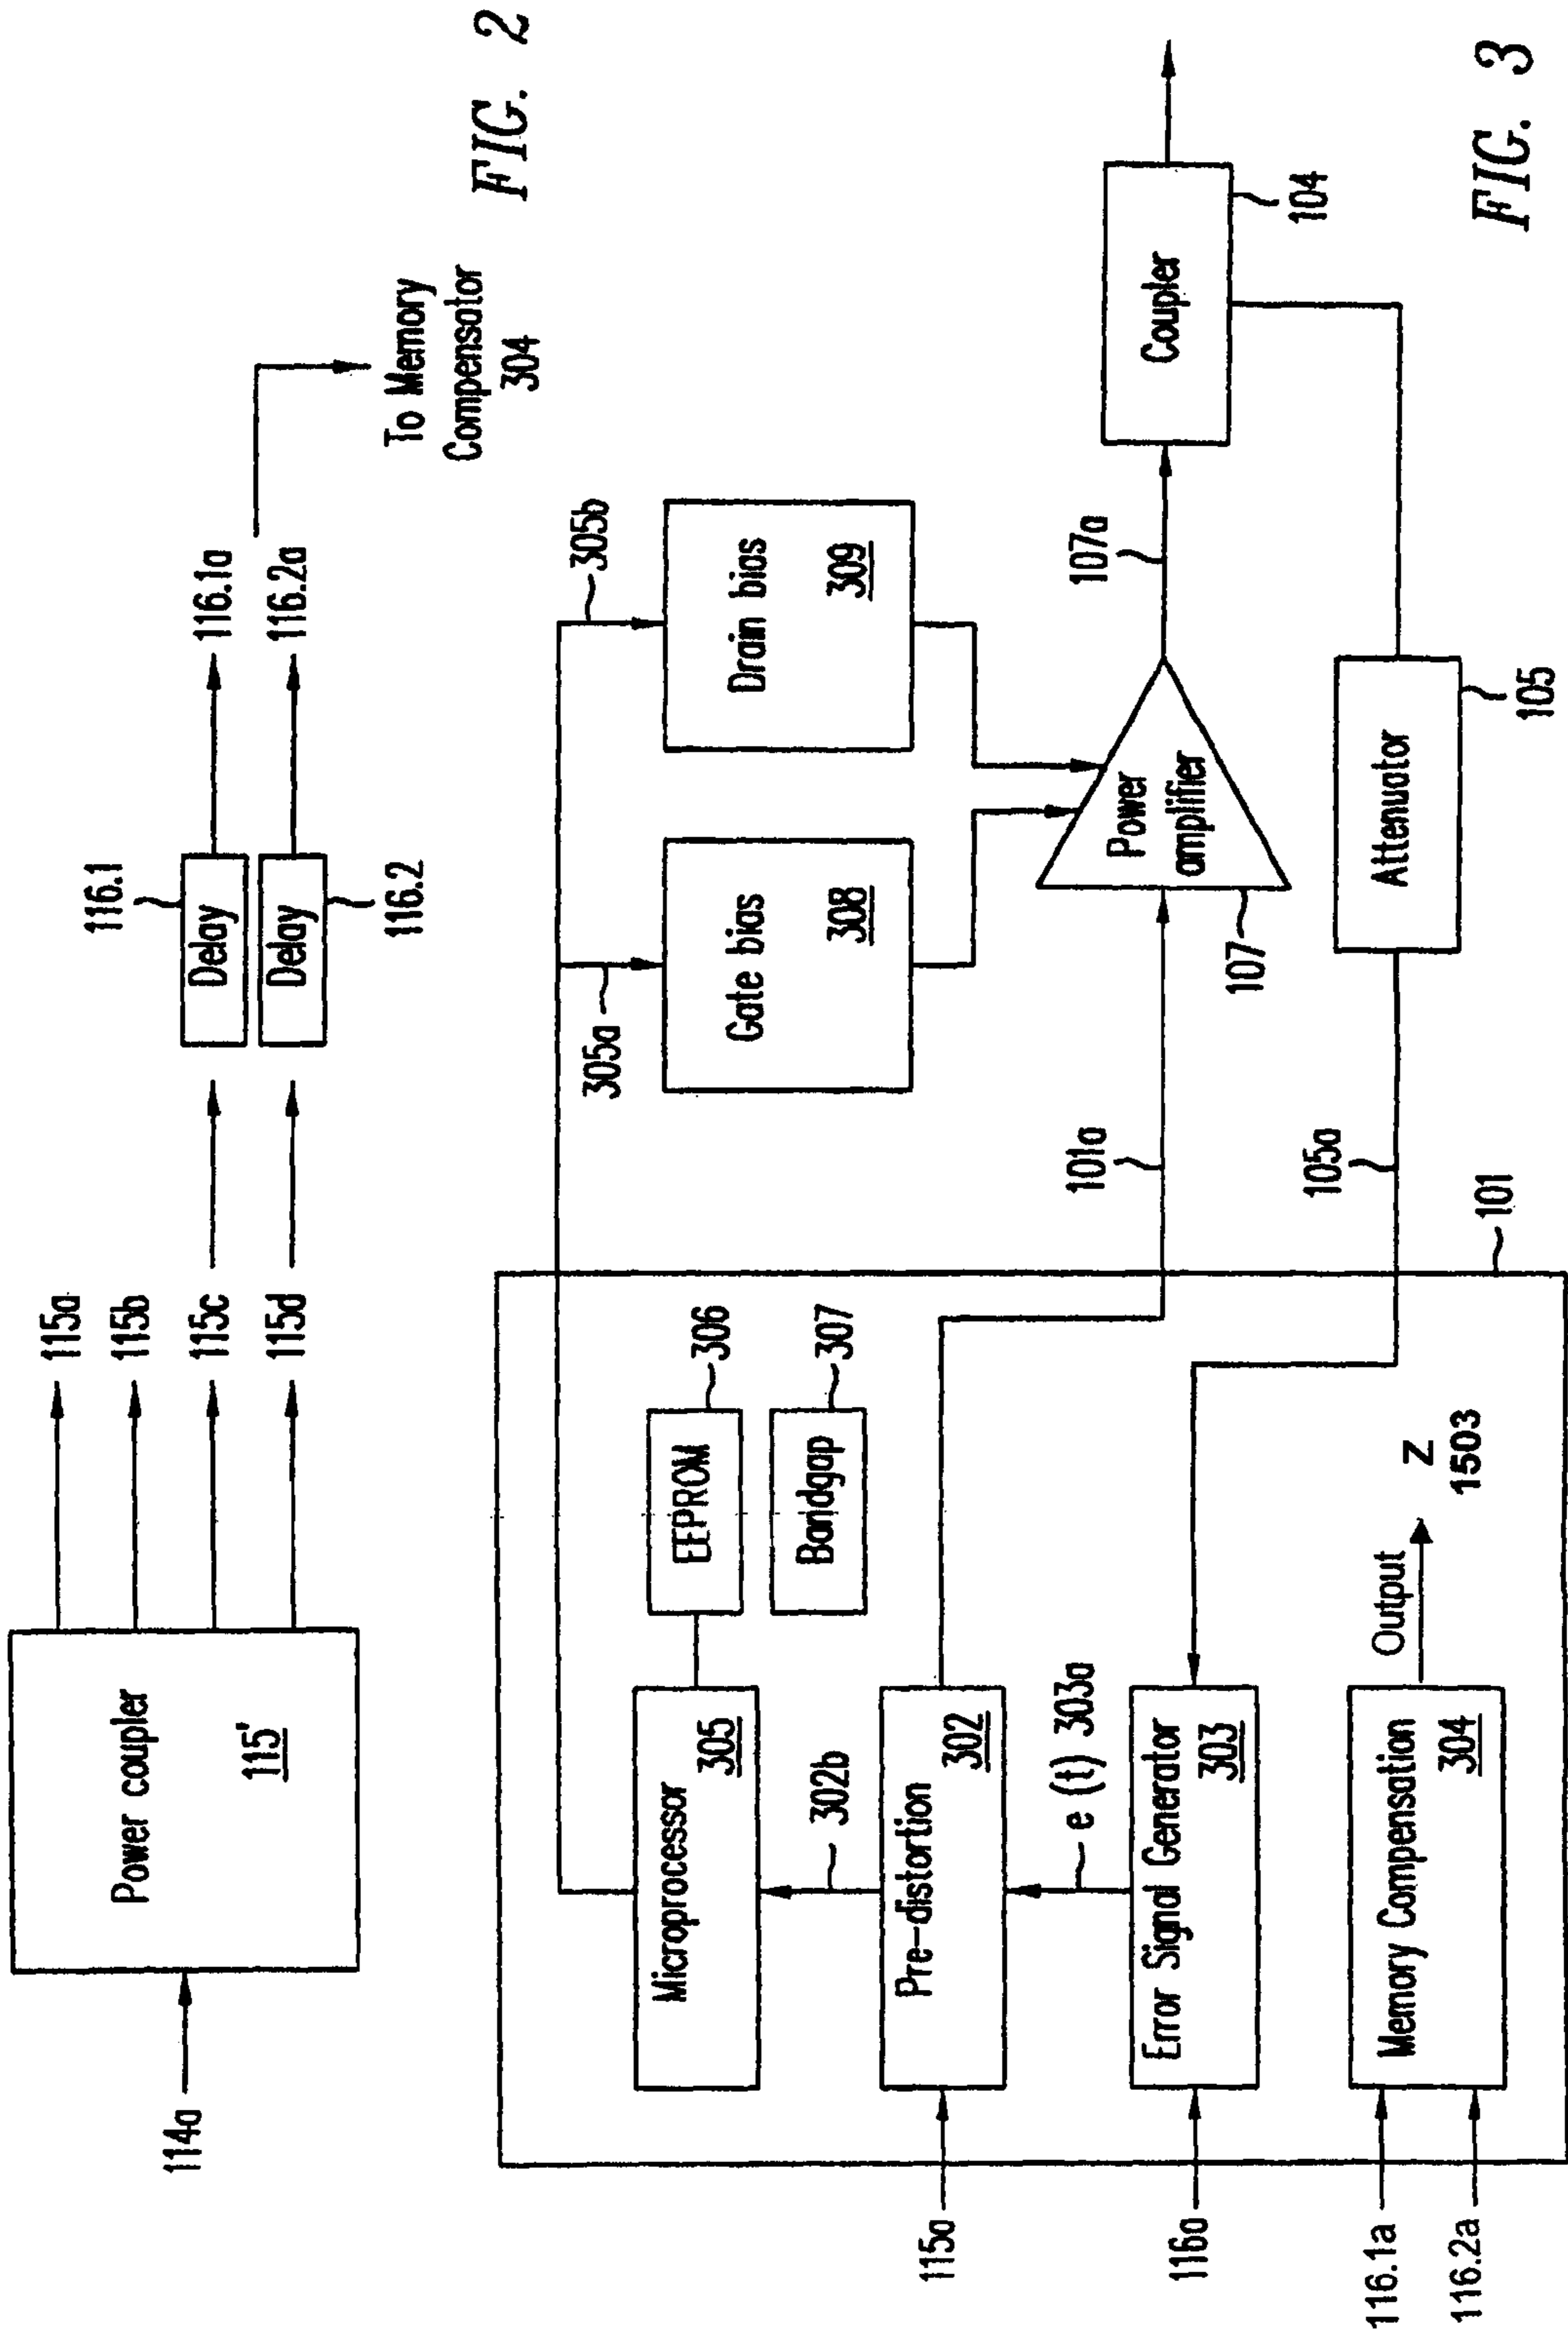 114a
Power coupler
115'
115a
115b
115c
115d
116.1
Delay
Delay
116.2
116.1a
116.2a
To Memory
Compensator
304
FIG. 2
305a
305b
Gate bias
308
Drain bias
309
Microprocessor
305
EEPROM
306
Bandgap
307
302b
115a
Pre-distortion
302
101a
Power
amplifier
107
107a
Coupler
104
e (t) 303a
116a
Error Signal Generator
303
105a
Attenuator
105
116.1a
116.2a
Memory Compensation
304
Output
Z
1503
101
FIG. 3